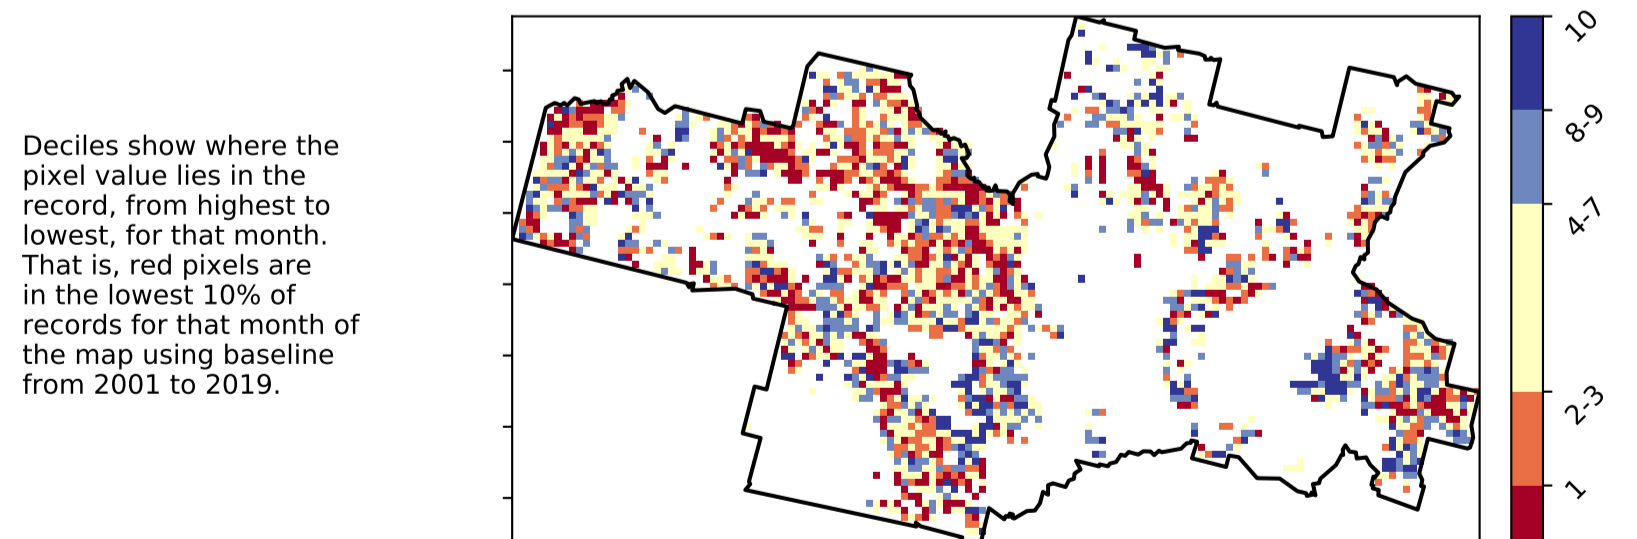 Deciles show where the
pixel value lies in the
record, from highest to
lowest, for that month.
That is, red pixels are
in the lowest 10% of
records for that month of
the map using baseline
from 2001 to 2019.
10
8-9
4-7
2-3
1